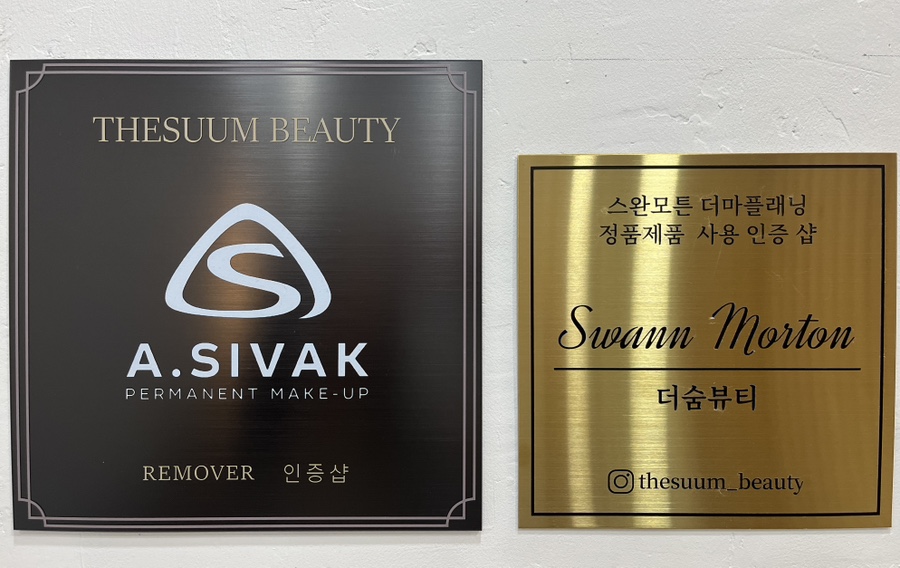 THESUUM BEAUTY
A.SIVAK
PERMANENT MAKE-UP
REMOVER 인증샵
스완모튼 더마플래닝
정품제품 사용 인증 샵
Swann Morton
더숨뷰티
thesuum_beauty